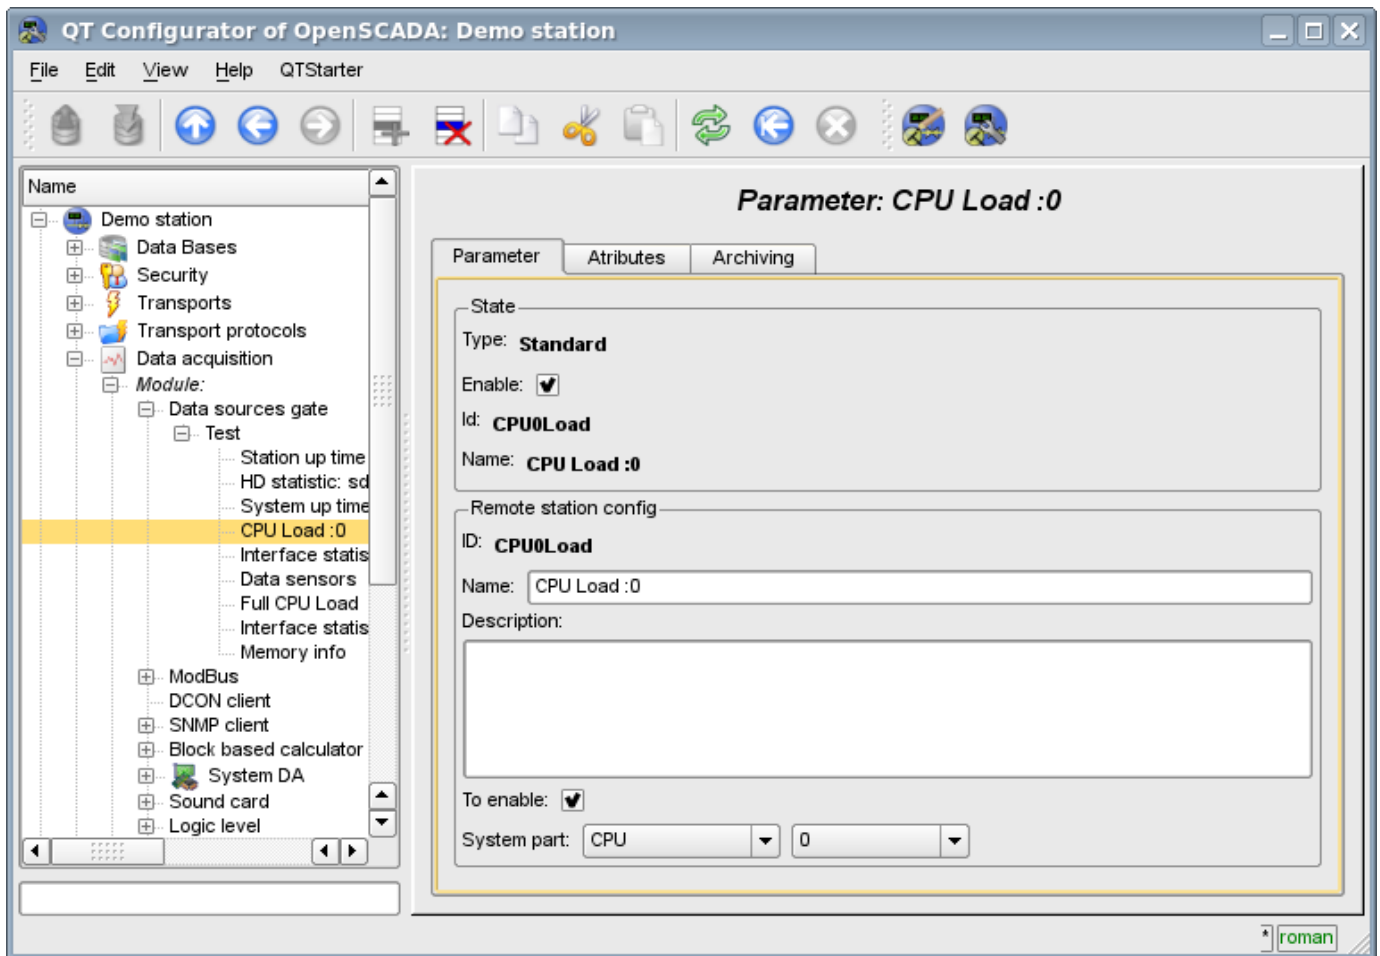 QT Configurator of OpenSCADA: Demo station
File Edit View Help QTStarter
Name
Demo station
Data Bases
Security
Transports
Transport protocols
Data acquisition
Module:
Data sources gate
Test
Station up time
HD statistic: sd
System up time
CPU Load :0
Interface statis
Data sensors
Full CPU Load
Interface statis
Memory info
ModBus
DCON client
SNMP client
Block based calculator
System DA
Sound card
Logic level
Parameter: CPU Load :0
Parameter Atributes Archiving
State
Type: Standard
Enable:
Id: CPU0Load
Name: CPU Load :0
Remote station config
ID: CPU0Load
Name: CPU Load :0
Description:
To enable:
System part: CPU 0
* roman